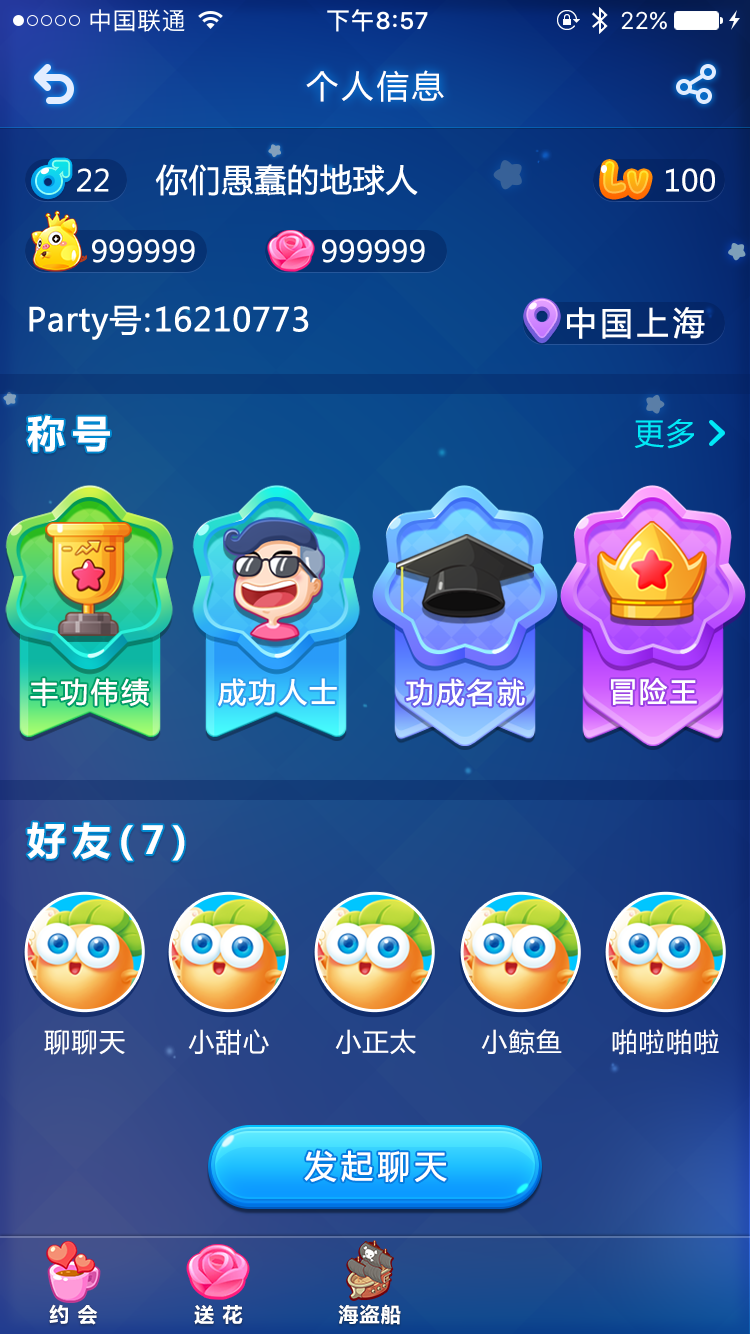 中国联通 下午8:57 22%
个人信息
22 你们愚蠢的地球人 Lv 100
999999 999999
Party号:16210773 中国上海
称号 更多
丰功伟绩 成功人士 功成名就 冒险王
好友(7)
聊聊天 小甜心 小正太 小鲸鱼 啪啦啪啦
发起聊天
约会 送花 海盗船